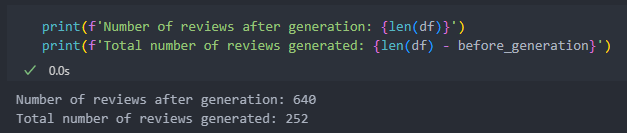 print(f'Number of reviews after generation: {len(df)}')
print(f'Total number of reviews generated: {len(df) - before_generation}')
✓ 0.0s
Number of reviews after generation: 640
Total number of reviews generated: 252